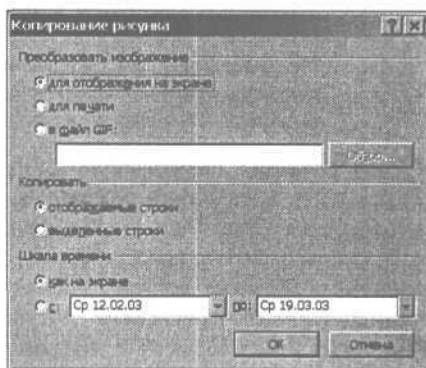 Копирование рисунка
Преобразовать изображение
для отображения на экране
для печати
в файл GIF:
Обзор...
Копировать
отображаемые строки
выделенные строки
Шкала времени
как на экране
с: Ср 12.02.03 по: Ср 19.03.03
ОК Отмена